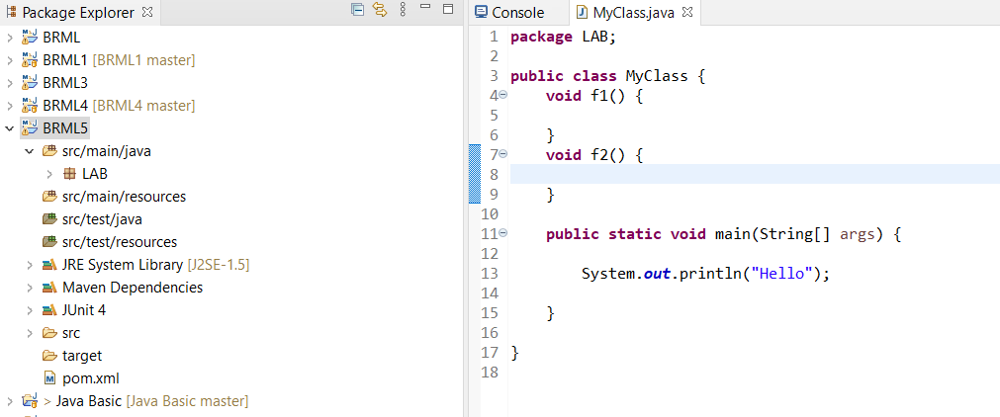 Package Explorer
BRML
BRML1 [BRML1 master]
BRML3
BRML4 [BRML4 master]
BRML5
src/main/java
LAB
src/main/resources
src/test/java
src/test/resources
JRE System Library [J2SE-1.5]
Maven Dependencies
JUnit 4
src
target
pom.xml
> Java Basic [Java Basic master]
Console
MyClass.java
1 package LAB;
2
3 public class MyClass {
4 void f1() {
5
6 }
7 void f2() {
8
9 }
10
11 public static void main(String[] args) {
12
13 System.out.println("Hello");
14
15 }
16
17 }
18